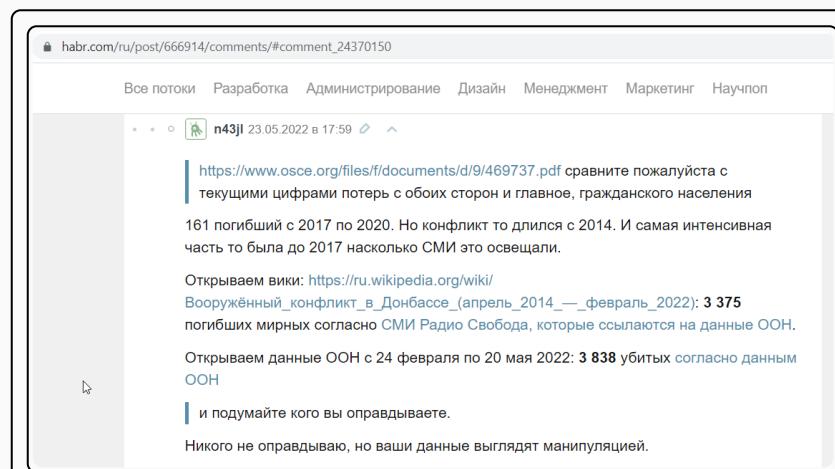 habr.com/ru/post/666914/comments/#comment_24370150
Все потоки Разработка Администрирование Дизайн Менеджмент Маркетинг Научпоп
n43jl 23.05.2022 в 17:59
https://www.osce.org/files/f/documents/d/9/469737.pdf сравните пожалуйста с
текущими цифрами потерь с обоих сторон и главное, гражданского населения
161 погибший с 2017 по 2020. Но конфликт то длился с 2014. И самая интенсивная
часть то была до 2017 насколько СМИ это освещали.
Открываем вики: https://ru.wikipedia.org/wiki/
Вооружённый_конфликт_в_Донбассе_(апрель_2014_—_февраль_2022): 3 375
погибших мирных согласно СМИ Радио Свобода, которые ссылаются на данные ООН.
Открываем данные ООН с 24 февраля по 20 мая 2022: 3 838 убитых согласно данным
ООН
и подумайте кого вы оправдываете.
Никого не оправдываю, но ваши данные выглядят манипуляцией.